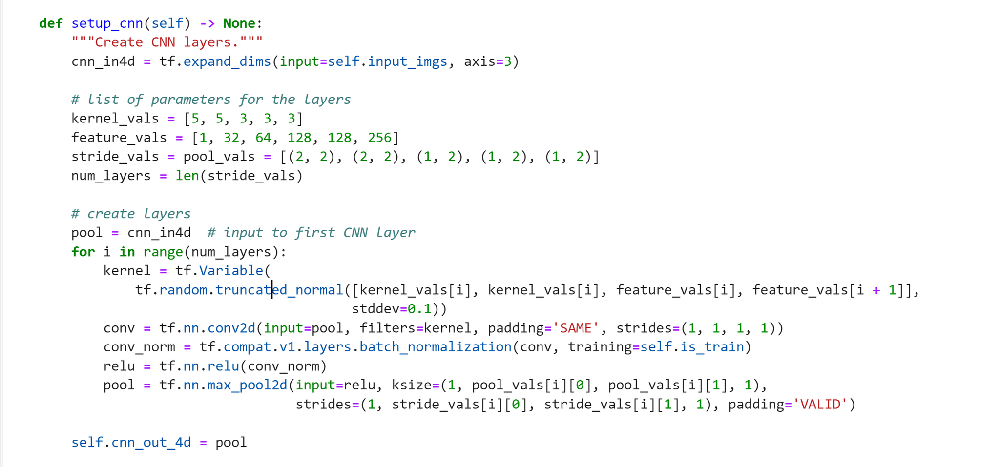 def setup_cnn(self) -> None:
    """Create CNN layers."""
    cnn_in4d = tf.expand_dims(input=self.input_imgs, axis=3)

    # list of parameters for the layers
    kernel_vals = [5, 5, 3, 3, 3]
    feature_vals = [1, 32, 64, 128, 128, 256]
    stride_vals = pool_vals = [(2, 2), (2, 2), (1, 2), (1, 2), (1, 2)]
    num_layers = len(stride_vals)

    # create layers
    pool = cnn_in4d  # input to first CNN layer
    for i in range(num_layers):
        kernel = tf.Variable(
            tf.random.truncated_normal([kernel_vals[i], kernel_vals[i], feature_vals[i], feature_vals[i + 1]],
                                       stddev=0.1))
        conv = tf.nn.conv2d(input=pool, filters=kernel, padding='SAME', strides=(1, 1, 1, 1))
        conv_norm = tf.compat.v1.layers.batch_normalization(conv, training=self.is_train)
        relu = tf.nn.relu(conv_norm)
        pool = tf.nn.max_pool2d(input=relu, ksize=(1, pool_vals[i][0], pool_vals[i][1], 1),
                                strides=(1, stride_vals[i][0], stride_vals[i][1], 1), padding='VALID')

    self.cnn_out_4d = pool